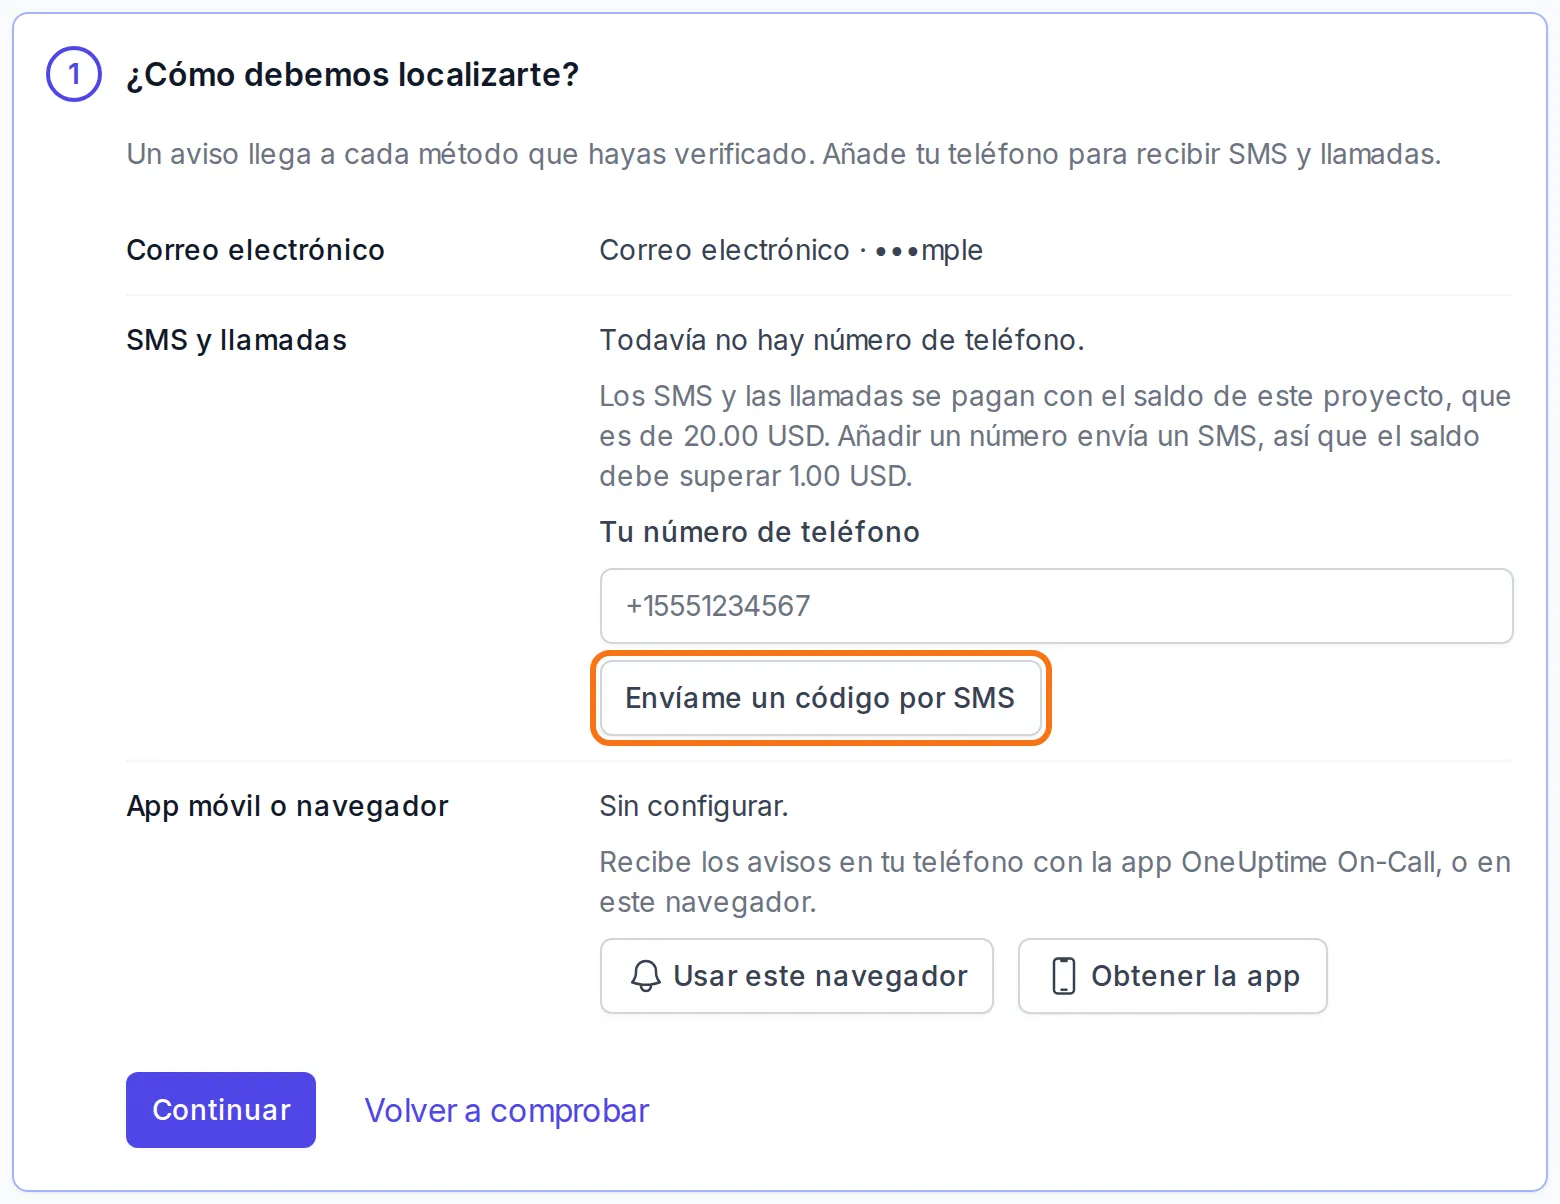 1
¿Cómo debemos localizarte?
Un aviso llega a cada método que hayas verificado. Añade tu teléfono para recibir SMS y llamadas.
Correo electrónico
Correo electrónico · •••mple
SMS y llamadas
Todavía no hay número de teléfono.
Los SMS y las llamadas se pagan con el saldo de este proyecto, que
es de 20.00 USD. Añadir un número envía un SMS, así que el saldo
debe superar 1.00 USD.
Tu número de teléfono
+15551234567
Envíame un código por SMS
App móvil o navegador
Sin configurar.
Recibe los avisos en tu teléfono con la app OneUptime On-Call, o en
este navegador.
Usar este navegador
Obtener la app
Continuar
Volver a comprobar